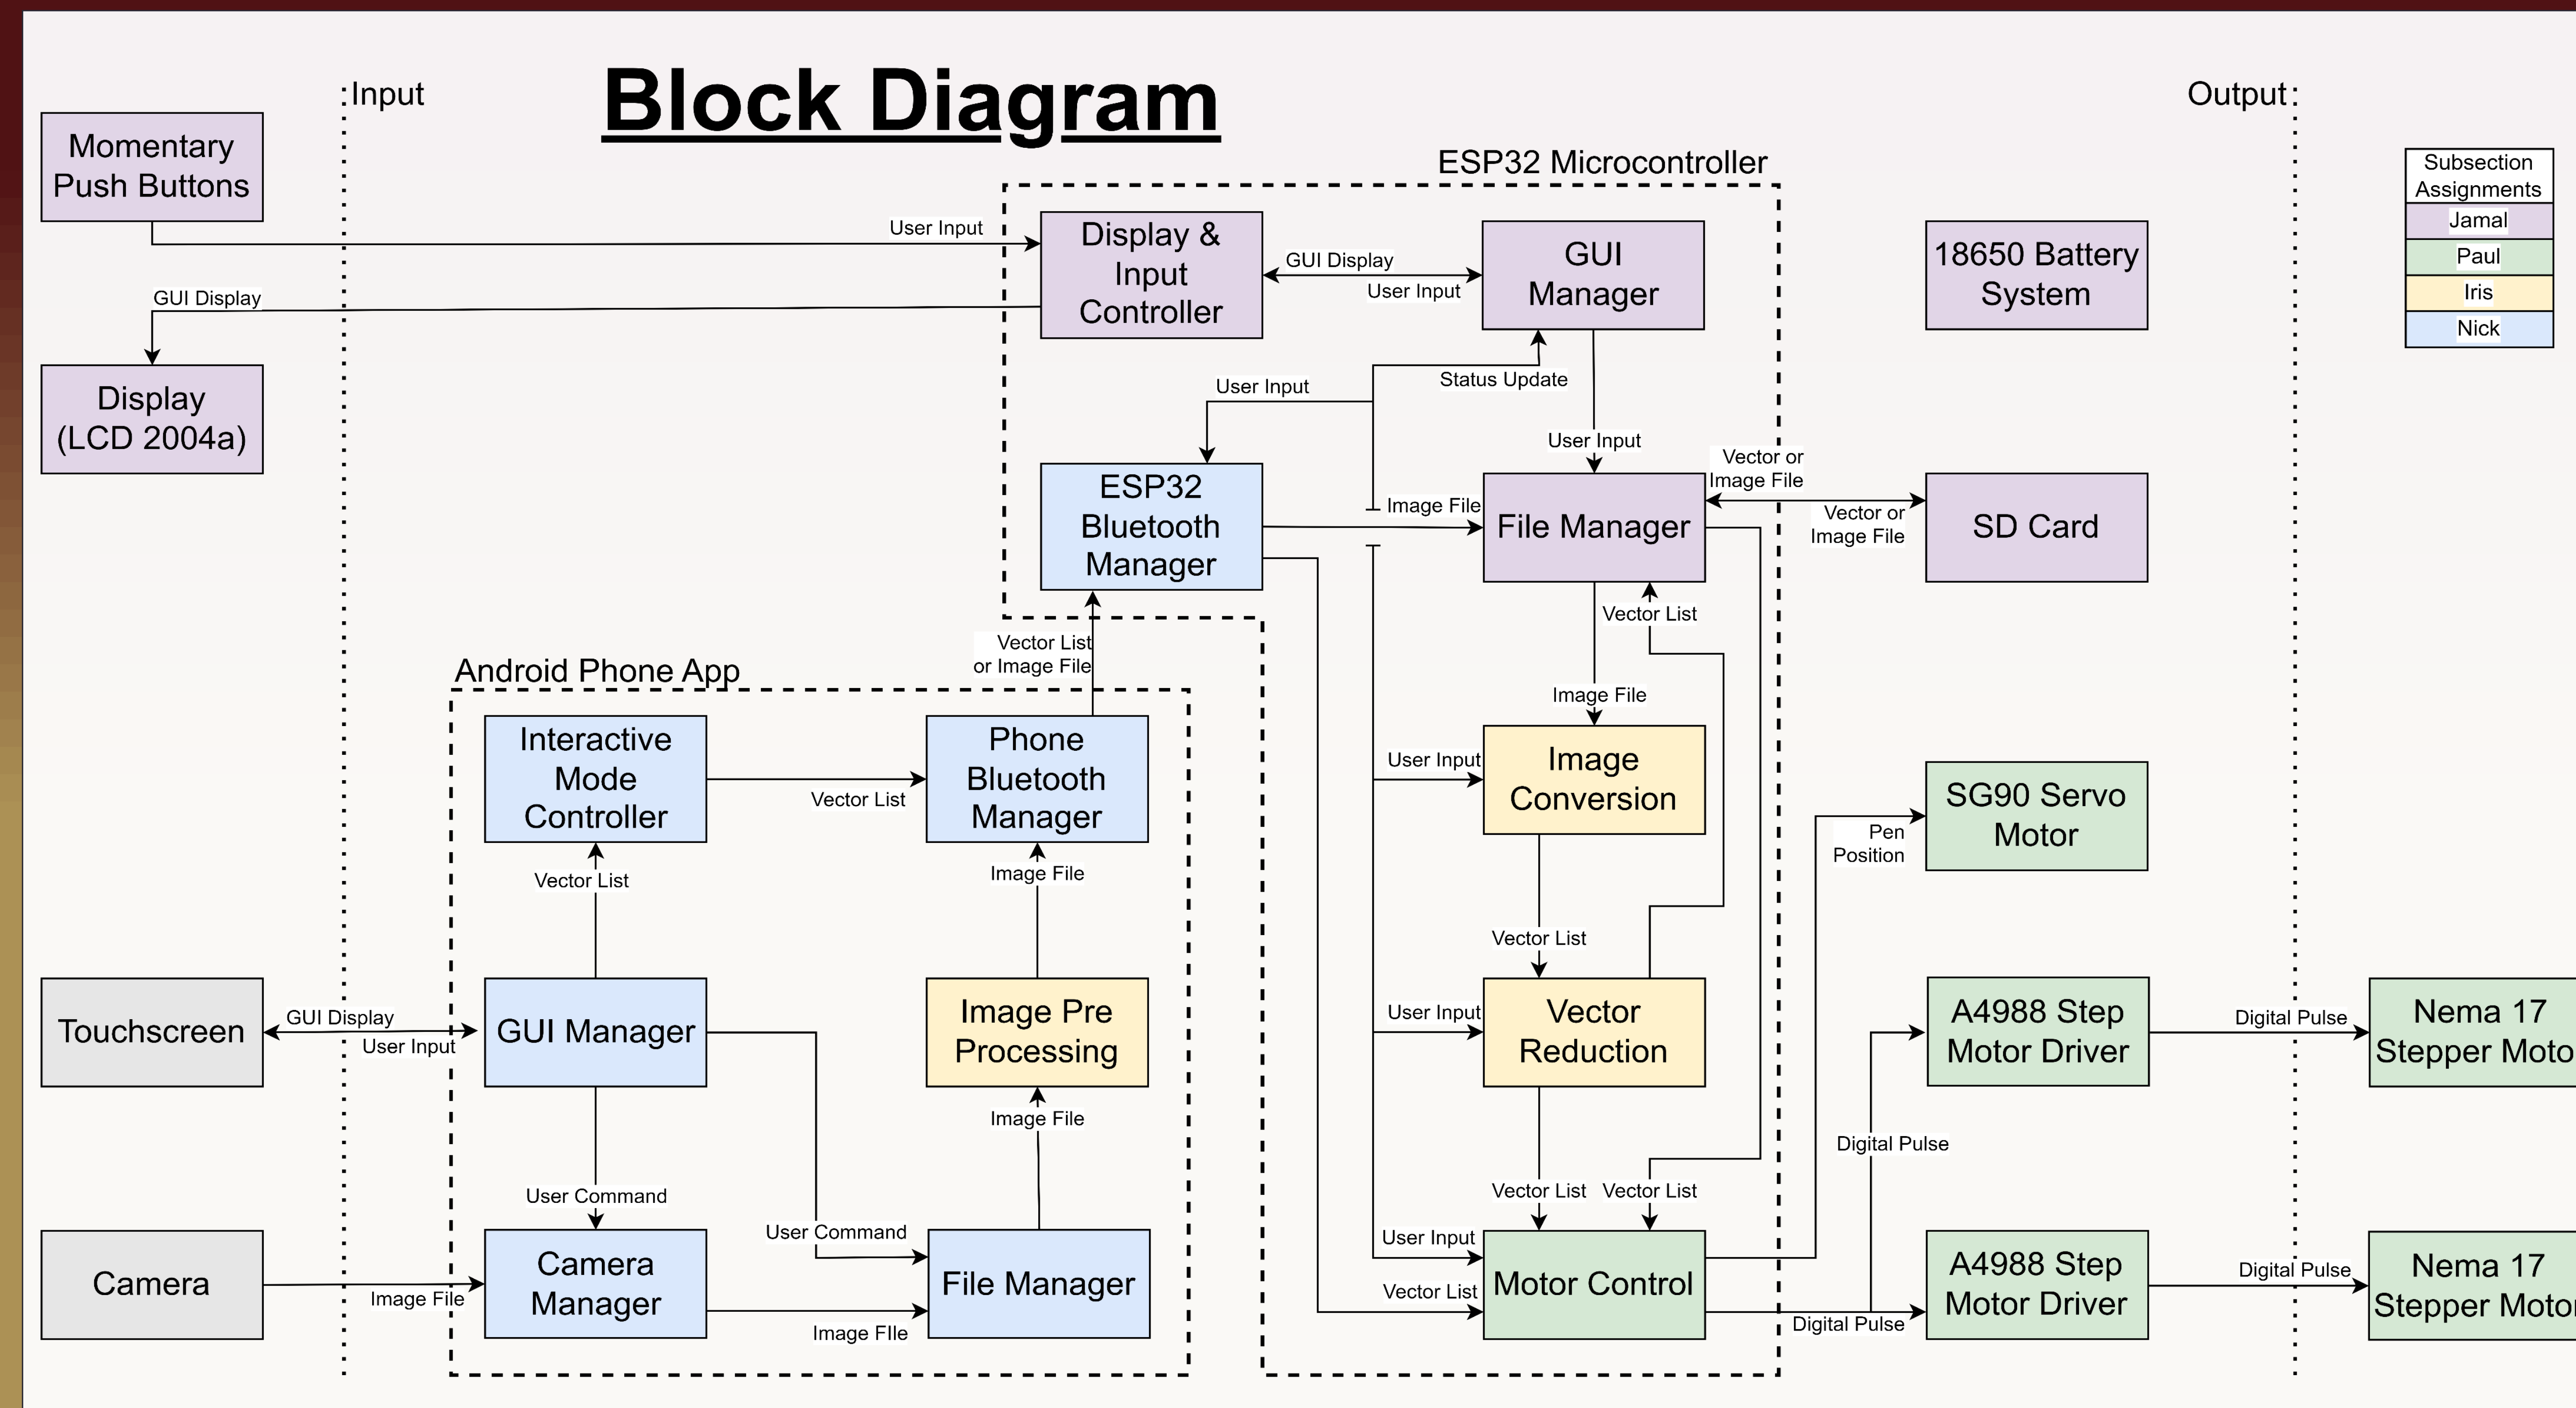 Block Diagram
Input
Output
Momentary
Push Buttons
User Input
GUI Display
Display
(LCD 2004a)
ESP32 Microcontroller
Display &
Input
Controller
GUI Display
User Input
GUI
Manager
18650 Battery
System
Subsection
Assignments
Jamal
Paul
Iris
Nick
User Input
Status Update
User Input
ESP32
Bluetooth
Manager
Image File
File Manager
Vector or
Image File
Vector or
Image File
SD Card
Vector List
or Image File
Vector List
Image File
Android Phone App
Interactive
Mode
Controller
Vector List
Phone
Bluetooth
Manager
User Input
Image
Conversion
SG90 Servo
Motor
Pen
Position
Vector List
Image File
Vector List
Touchscreen
GUI Display
User Input
GUI Manager
Image Pre
Processing
User Input
Vector
Reduction
A4988 Step
Motor Driver
Digital Pulse
Nema 17
Stepper Moto
Image File
Digital Pulse
User Command
User Command
Vector List
Vector List
Camera
Image File
Camera
Manager
Image FIle
File Manager
User Input
Vector List
Motor Control
Digital Pulse
A4988 Step
Motor Driver
Digital Pulse
Nema 17
Stepper Motor